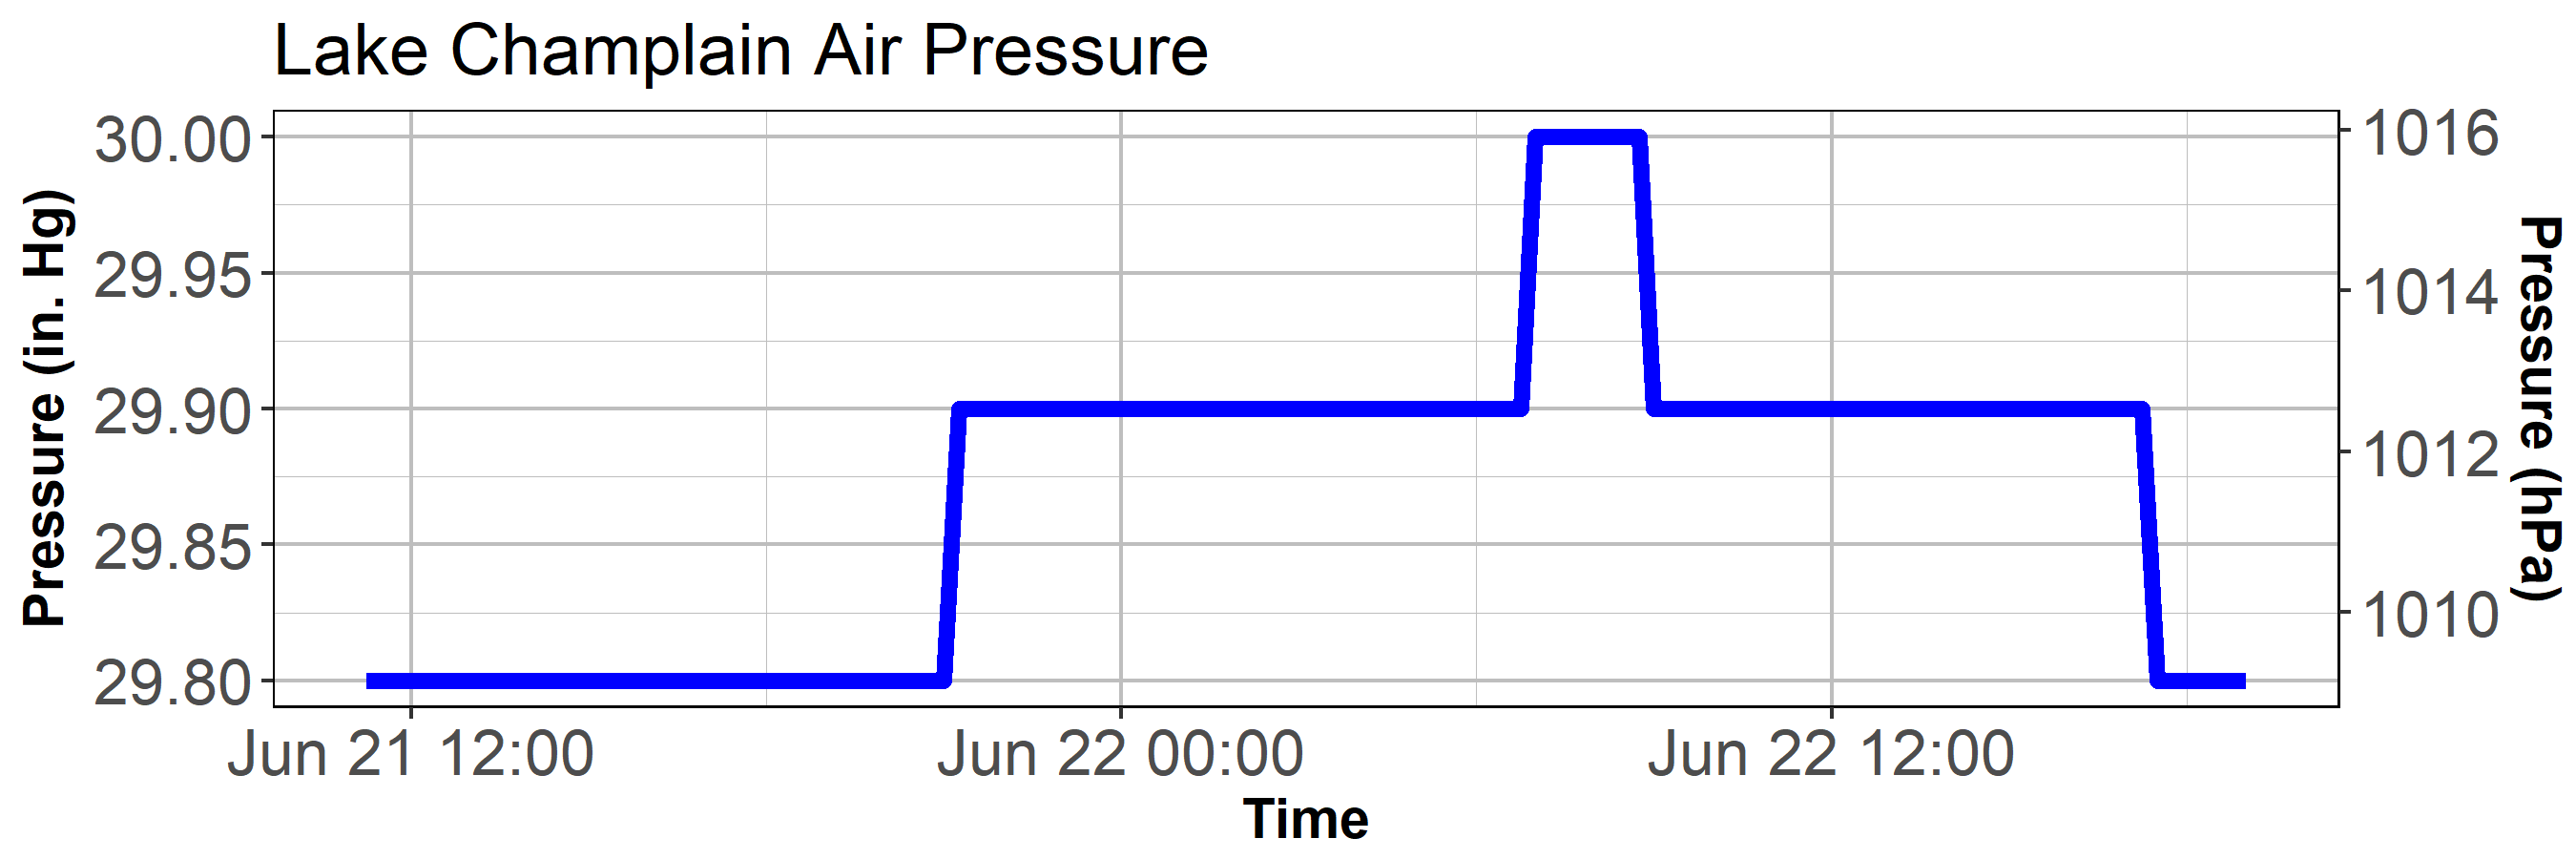 Lake Champlain Air Pressure
Pressure (in. Hg)
30.00
29.95
29.90
29.85
29.80
1016
1014
1012
1010
Pressure (hPa)
Jun 21 12:00
Jun 22 00:00
Jun 22 12:00
Time